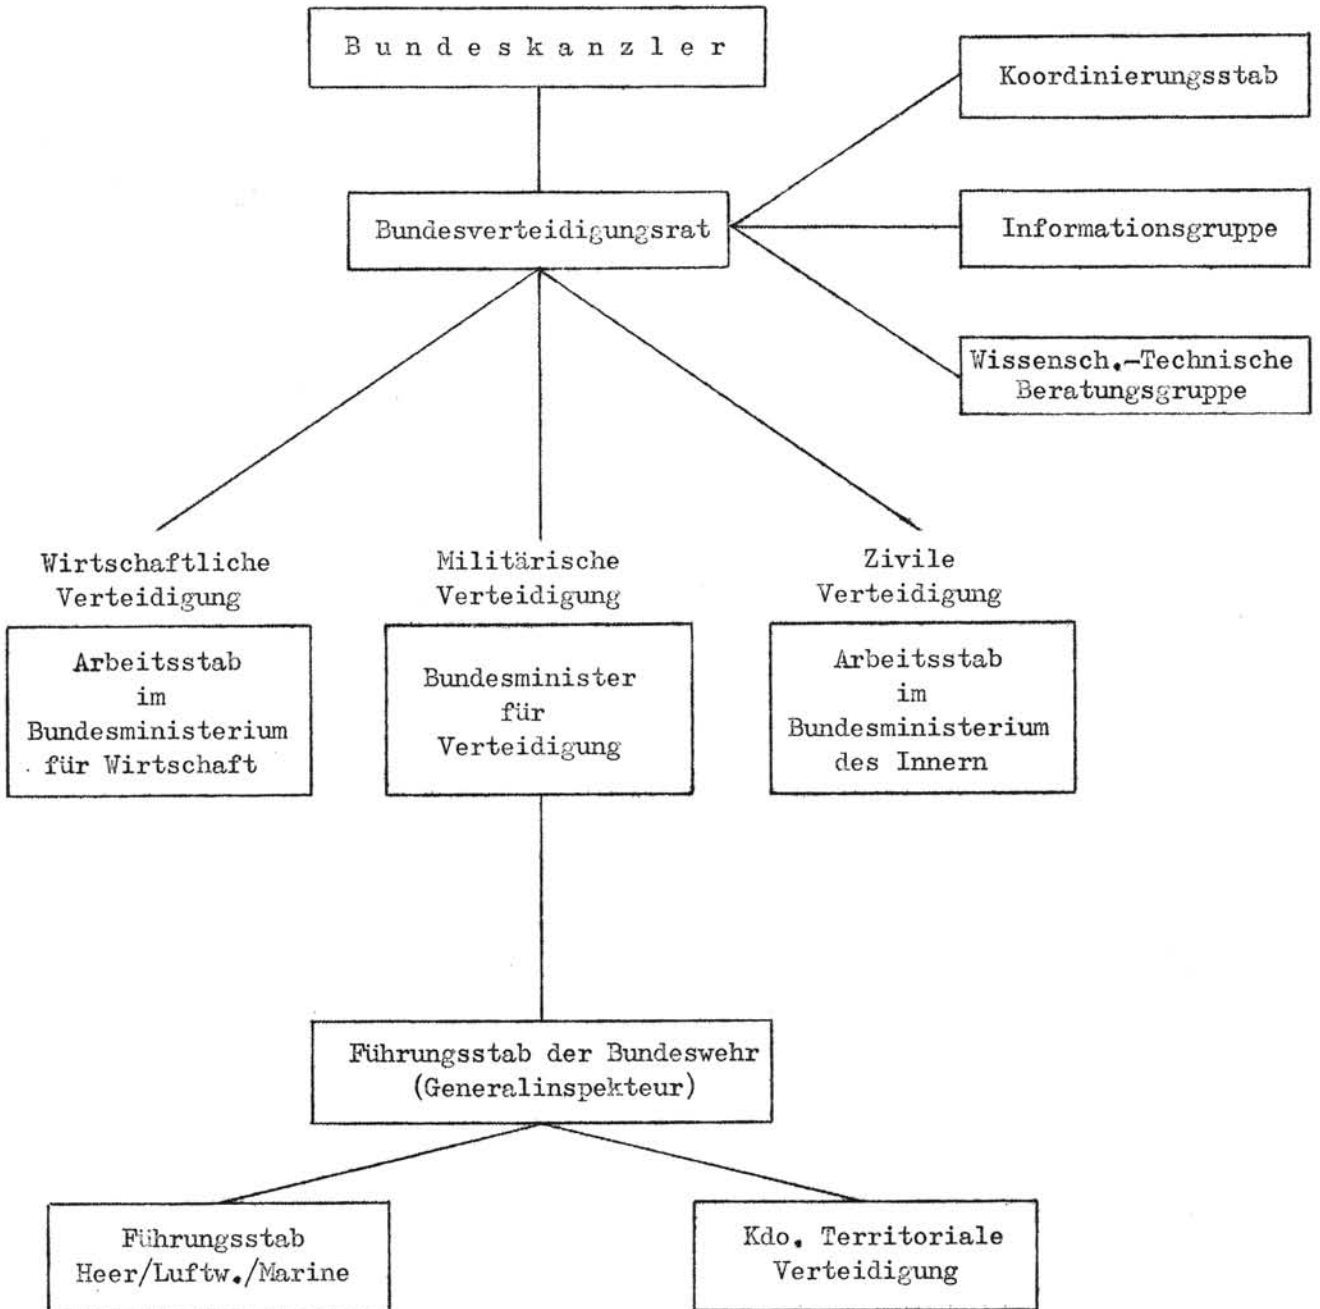 Bundeskanzler
Koordinierungsstab
Bundesverteidigungsrat
Informationsgruppe
Wissensch.-Technische
Beratungsgruppe
Wirtschaftliche
Verteidigung
Militärische
Verteidigung
Zivile
Verteidigung
Arbeitsstab
im
Bundesministerium
für Wirtschaft
Bundesminister
für
Verteidigung
Arbeitsstab
im
Bundesministerium
des Innern
Führungsstab der Bundeswehr
(Generalinspekteur)
Führungsstab
Heer/Luftw./Marine
Kdo. Territoriale
Verteidigung